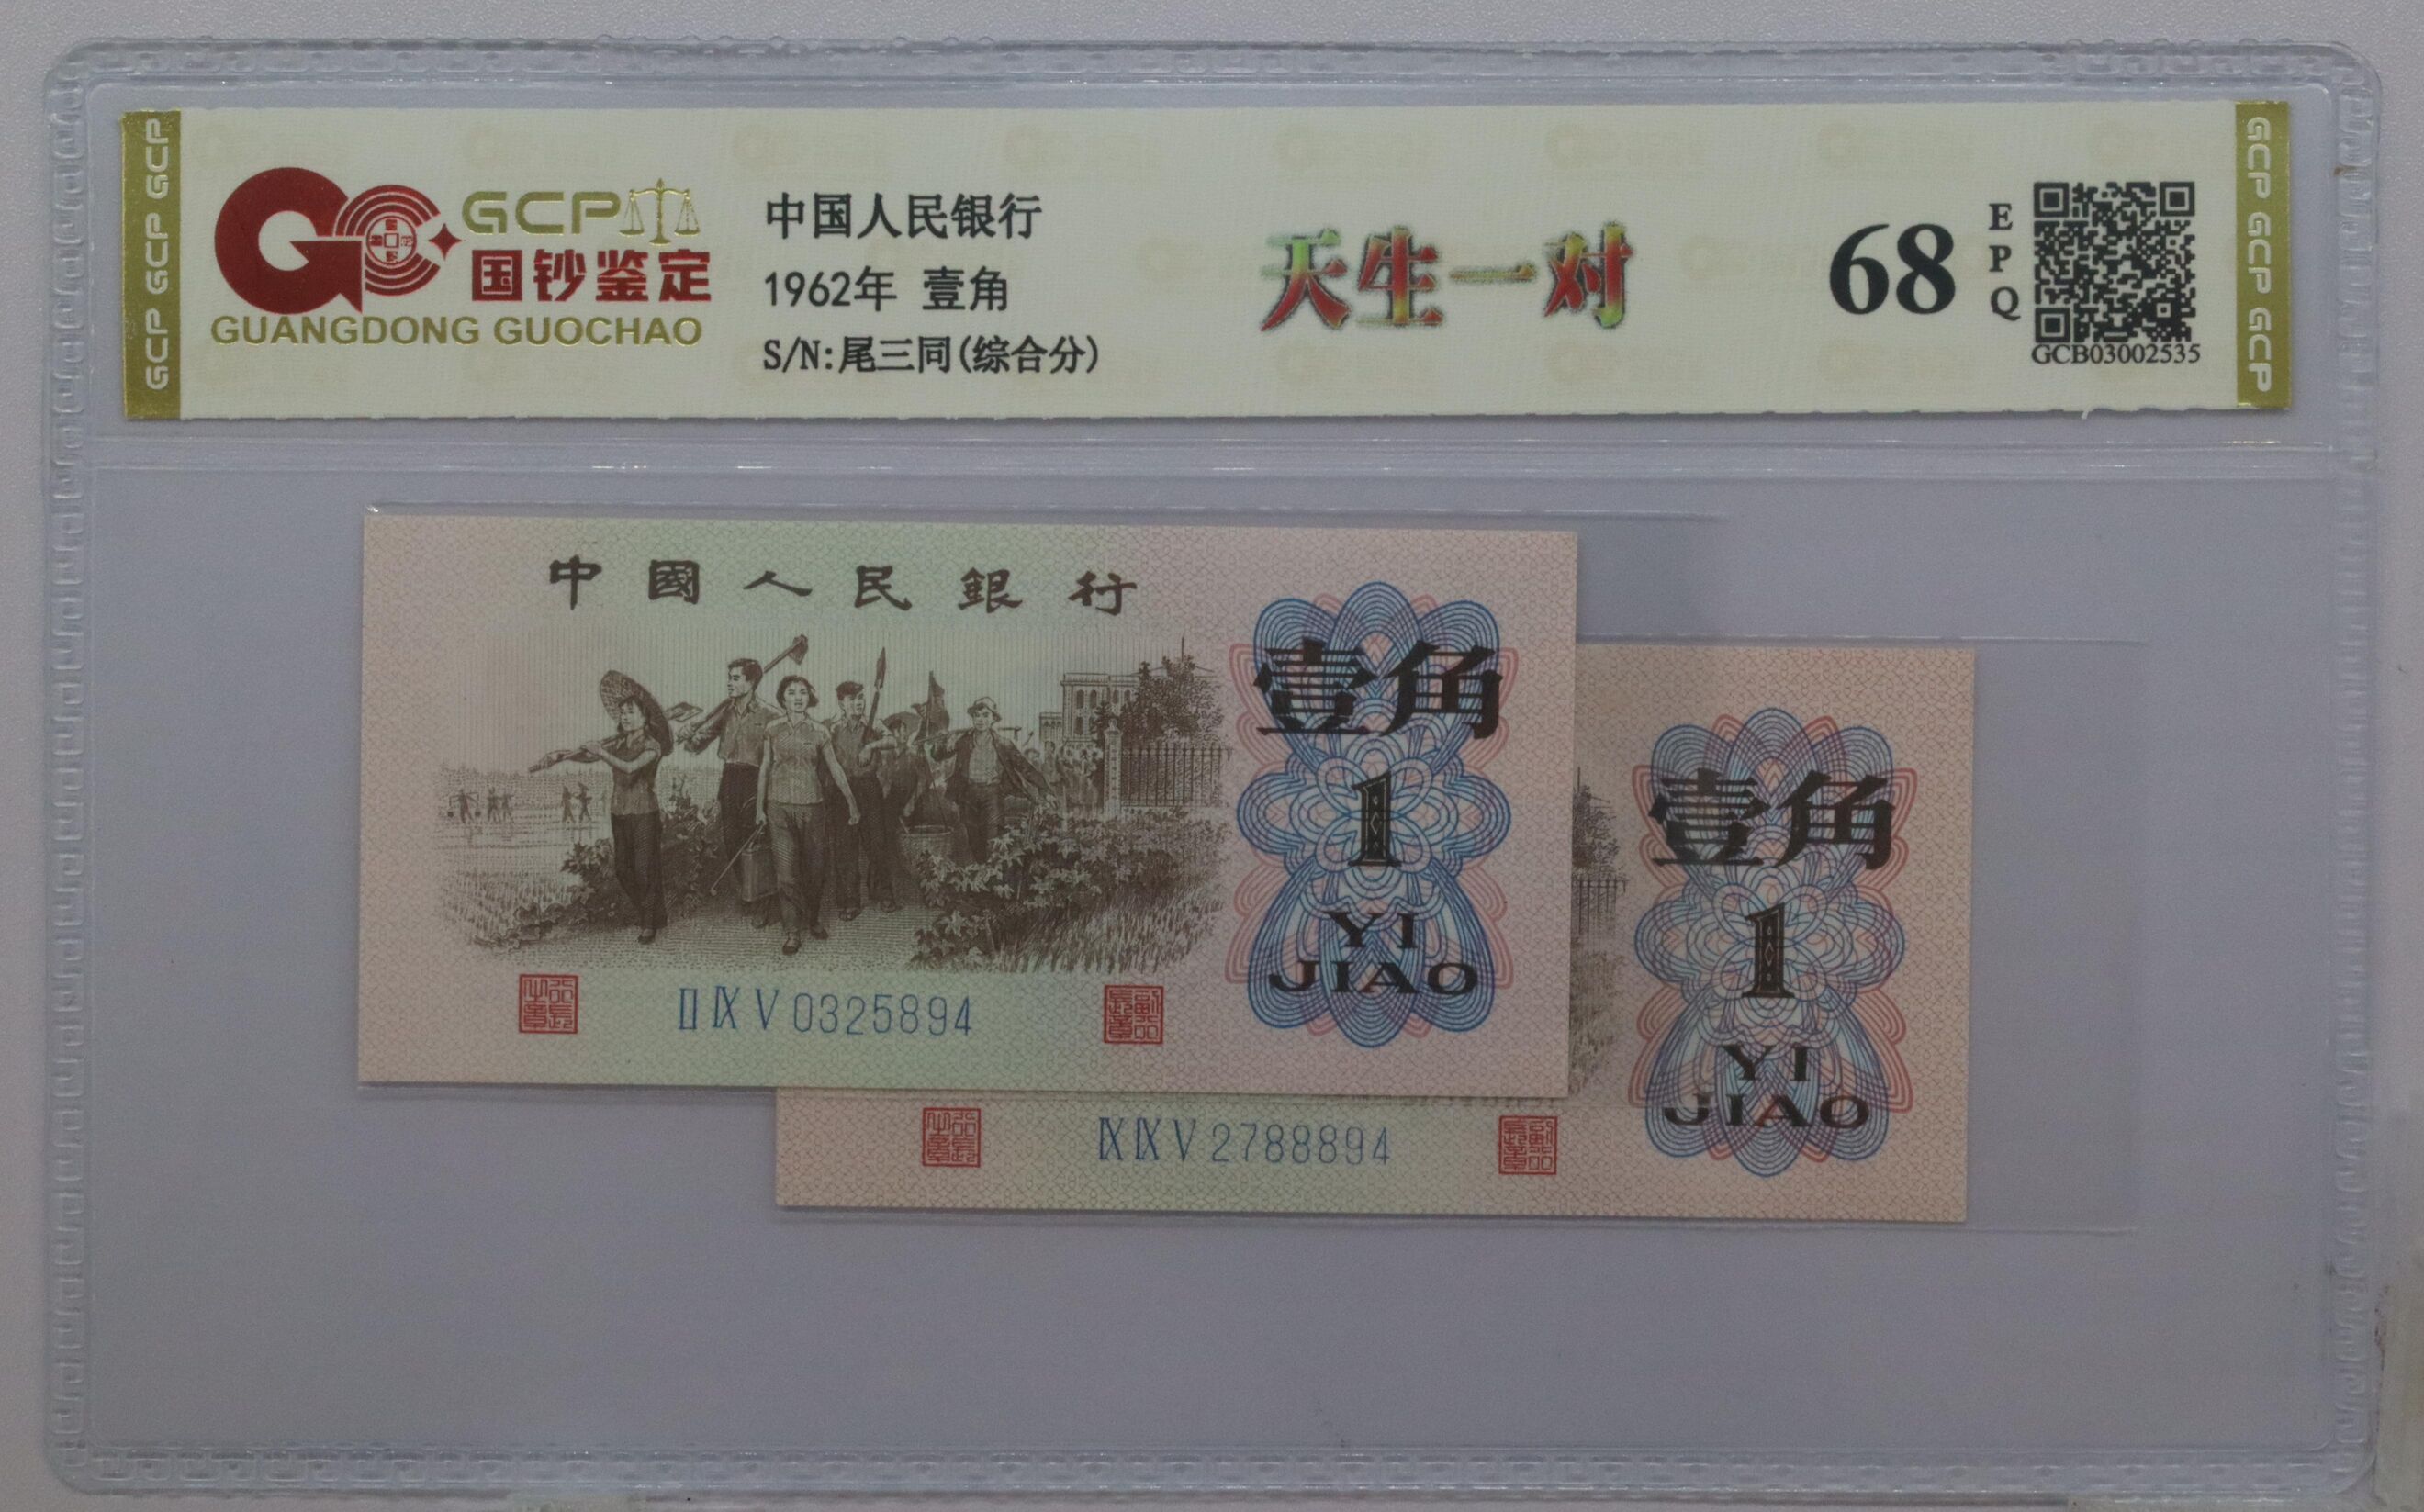 GCP GCP GCP
GCP
国钞鉴定
GUANGDONG GUOCHAO
中国人民银行
1962年 壹角
S/N:尾三同(综合分)
天生一对
68
EPQ
GCB03002535
GCP GCP GCP
中國人民銀行
壹角
1
YI
JIAO
ⅡⅨⅤ0325894
壹角
1
YI
JIAO
ⅨⅨⅤ2788894